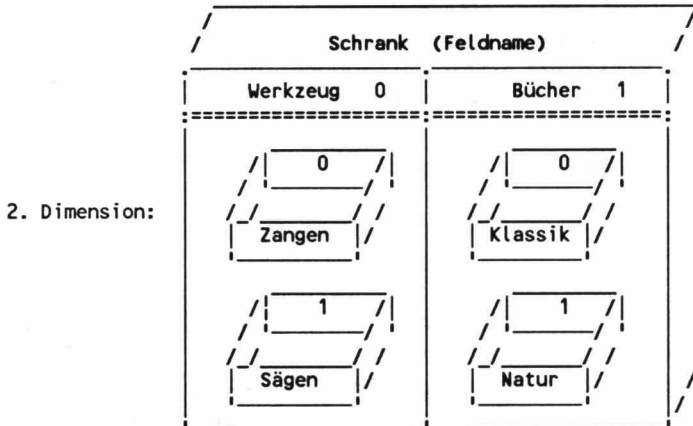 Schrank (Feldname)
Werkzeug 0 Bücher 1
0 0
2. Dimension:
Zangen Klassik
1 1
Sägen Natur